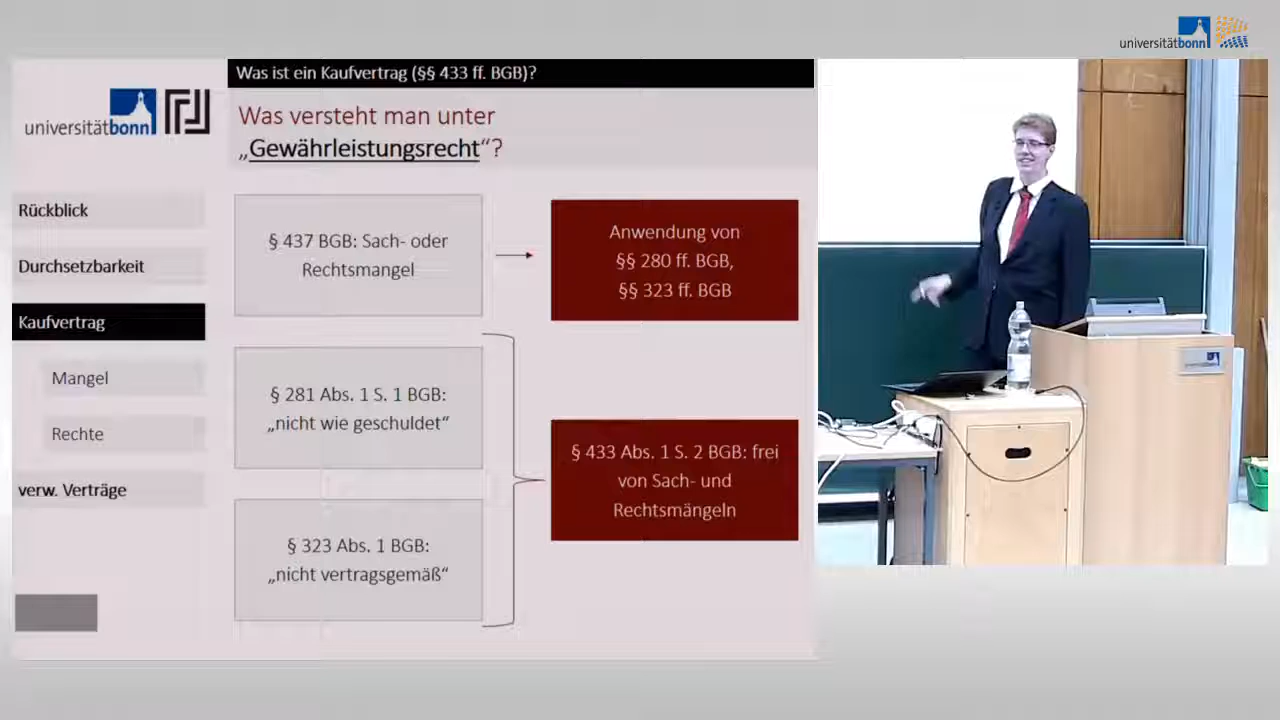 universitätbonn
Was ist ein Kaufvertrag (§§ 433 ff. BGB)?
universitätbonn
Was versteht man unter
„Gewährleistungsrecht“?
Rückblick
Durchsetzbarkeit
Kaufvertrag
Mangel
Rechte
verw. Verträge
§ 437 BGB: Sach- oder
Rechtsmangel
Anwendung von
§§ 280 ff. BGB,
§§ 323 ff. BGB
§ 281 Abs. 1 S. 1 BGB:
„nicht wie geschuldet“
§ 323 Abs. 1 BGB:
„nicht vertragsgemäß“
§ 433 Abs. 1 S. 2 BGB: frei
von Sach- und
Rechtsmängeln